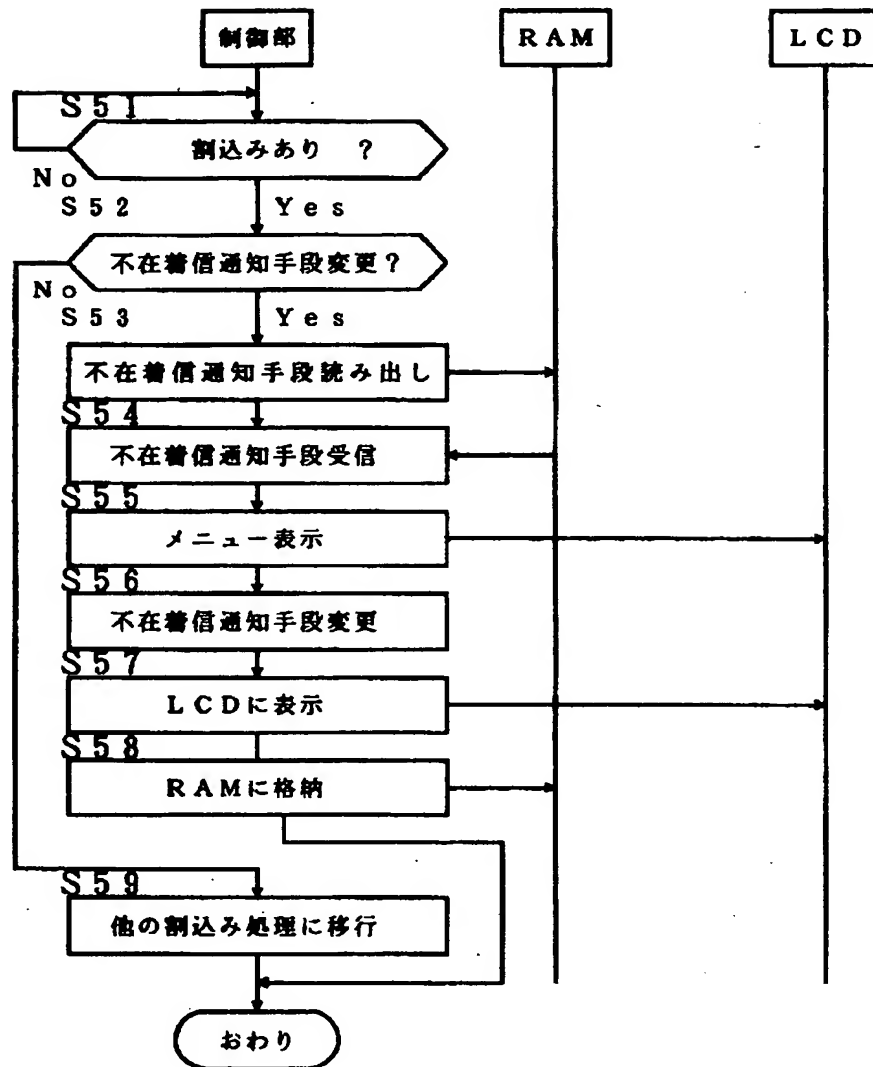 制御部
RAM
LCD
S51
割込みあり ?
No
S52
Yes
不在着信通知手段変更?
No
S53
Yes
不在着信通知手段読み出し
S54
不在着信通知手段受信
S55
メニュー表示
S56
不在着信通知手段変更
S57
LCDに表示
S58
RAMに格納
S59
他の割込み処理に移行
おわり